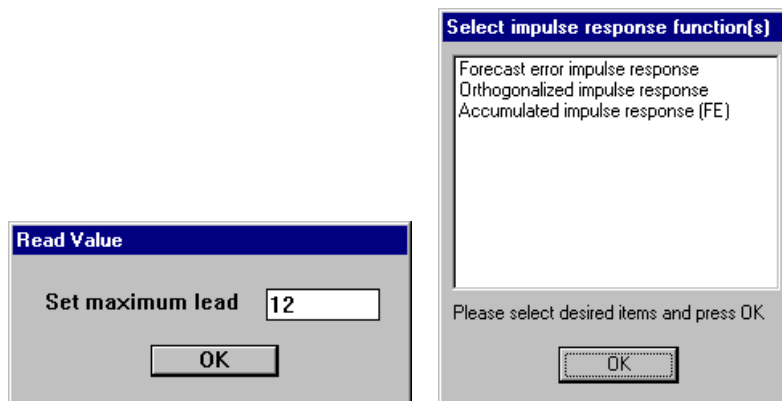 Read Value
Set maximum lead 12
OK
Select impulse response function(s)
Forecast error impulse response
Orthogonalized impulse response
Accumulated impulse response (FE)
Please select desired items and press OK
OK